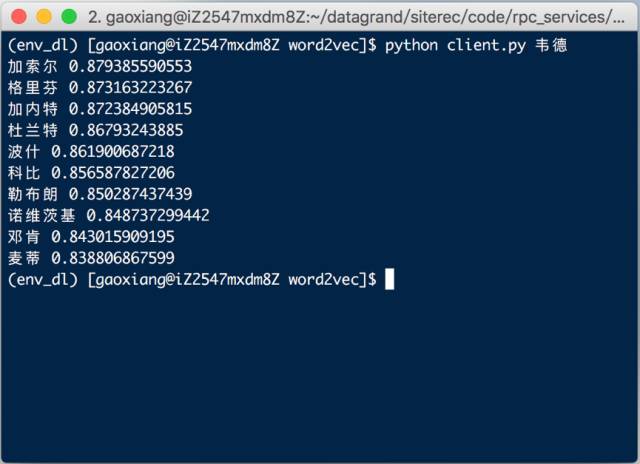 2. gaoxiang@iZ2547mxdm8Z:~/datagrand/siterec/code/rpc_services/...
(env_dl) [gaoxiang@iZ2547mxdm8Z word2vec]$ python client.py 韦德
加索尔 0.879385590553
格里芬 0.873163223267
加内特 0.872384905815
杜兰特 0.86793243885
波什 0.861900687218
科比 0.856587827206
勒布朗 0.850287437439
诺维茨基 0.848737299442
邓肯 0.843015909195
麦蒂 0.838806867599
(env_dl) [gaoxiang@iZ2547mxdm8Z word2vec]$